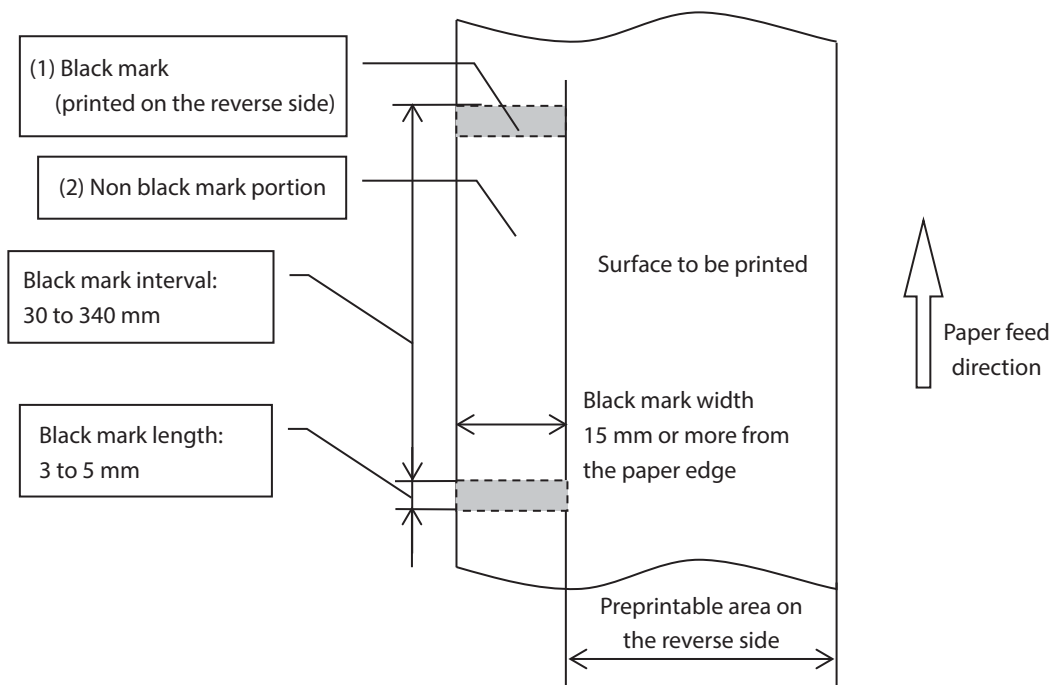 (1) Black mark
(printed on the reverse side)
(2) Non black mark portion
Black mark interval:
30 to 340 mm
Surface to be printed
Paper feed
direction
Black mark width
15 mm or more from
the paper edge
Black mark length:
3 to 5 mm
Preprintable area on
the reverse side